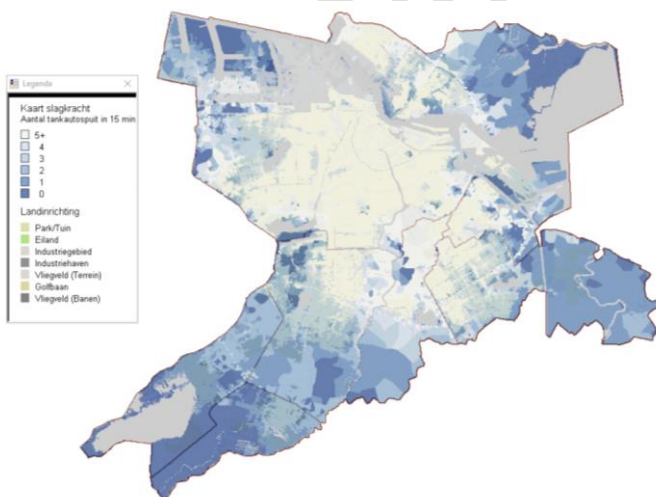 Legenda
Kaart slagkracht
Aantal tankautospuit in 15 min
5+
4
3
2
1
0
Landinrichting
Park/Tuin
Eiland
Industriegebied
Industriehaven
Vliegveld (Terrein)
Golfbaan
Vliegveld (Banen)